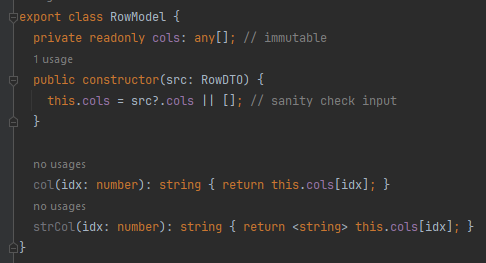 export class RowModel {
private readonly cols: any[]; // immutable
1 usage
public constructor(src: RowDTO) {
this.cols = src?.cols || []; // sanity check input
}
no usages
col(idx: number): string { return this.cols[idx]; }
no usages
strCol(idx: number): string { return <string> this.cols[idx]; }
}